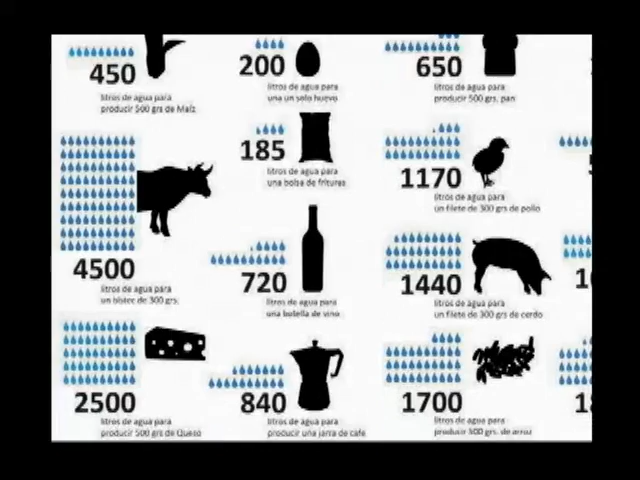 450
litros de agua para
producir 500 grs de Maíz
4500
litros de agua para
un bistec de 300 grs.
2500
litros de agua para
producir 500 grs de Queso
200
litros de agua para
una un solo huevo
185
litros de agua para
una bolsa de frituras
720
litros de agua para
una botella de vino
840
litros de agua para
producir una jarra de café
650
litros de agua para
producir 500 grs. pan
1170
litros de agua para
un filete de 300 grs de pollo
1440
litros de agua para
un filete de 300 grs de cerdo
1700
litros de agua para
producir 500 grs. de arroz